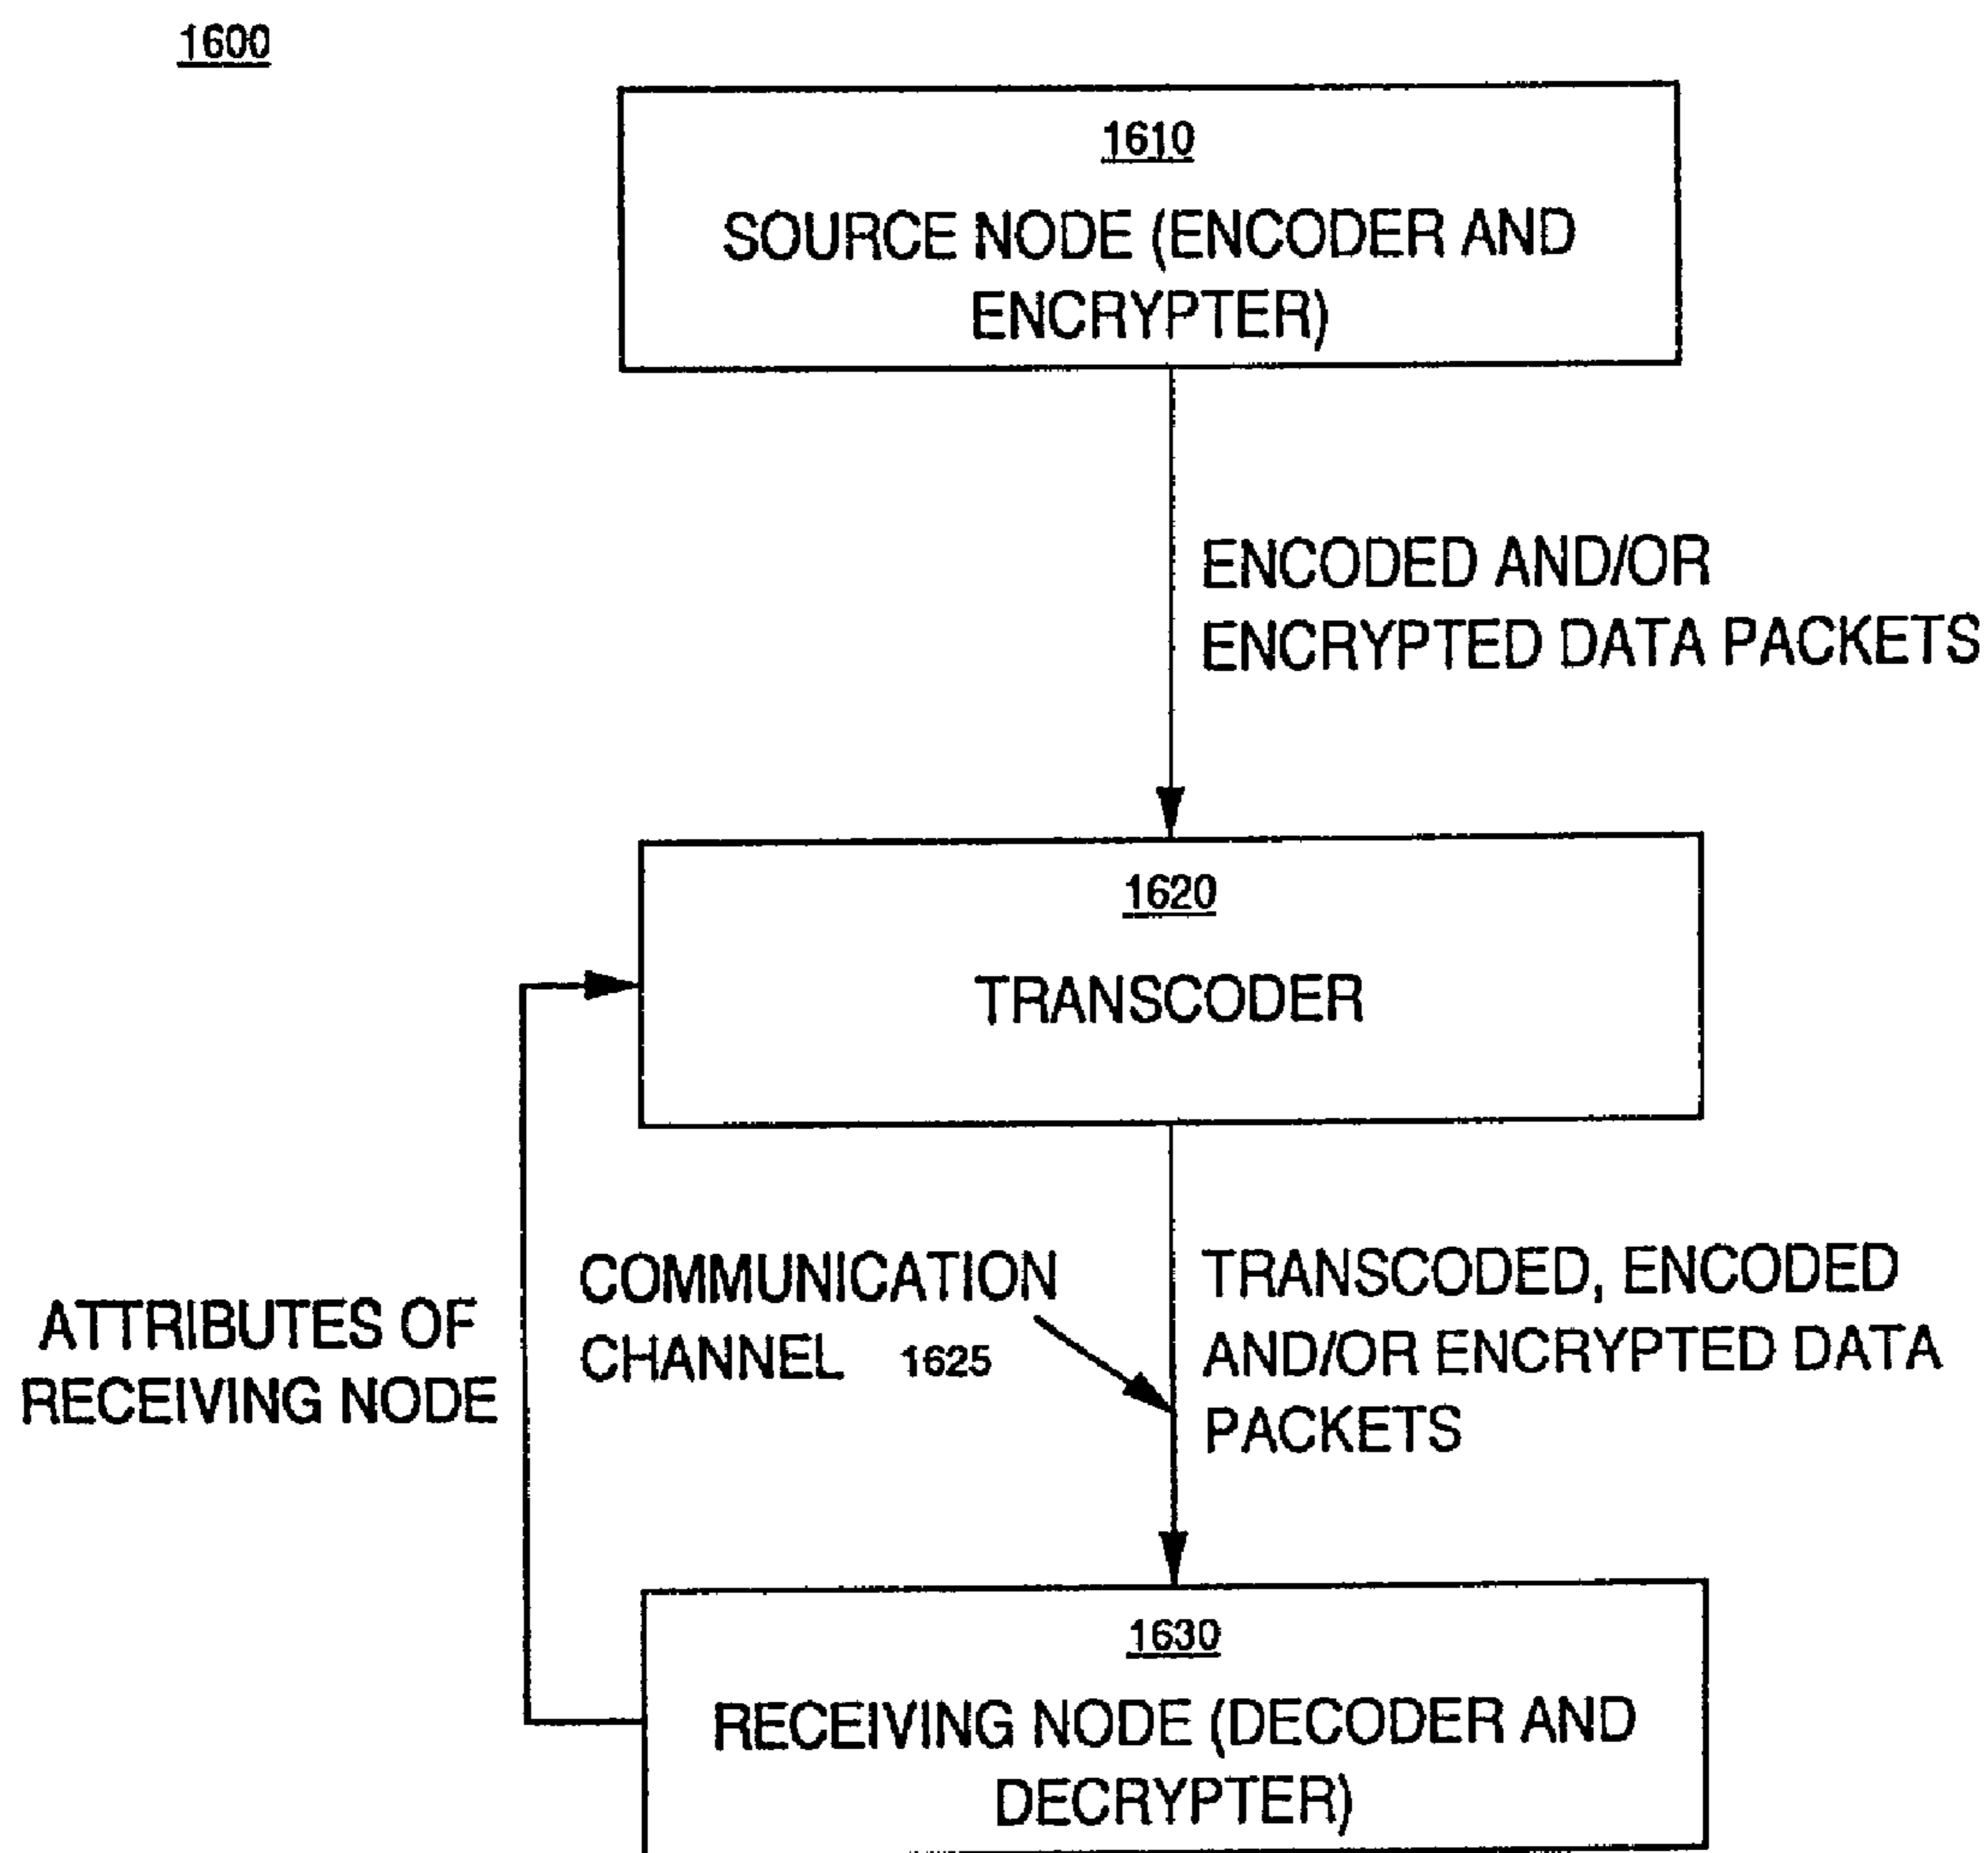 1600
1610
SOURCE NODE (ENCODER AND
ENCRYPTER)
ENCODED AND/OR
ENCRYPTED DATA PACKETS
1620
TRANSCODER
COMMUNICATION
CHANNEL 1625
TRANSCODED, ENCODED
AND/OR ENCRYPTED DATA
PACKETS
ATTRIBUTES OF
RECEIVING NODE
1630
RECEIVING NODE (DECODER AND
DECRYPTER)